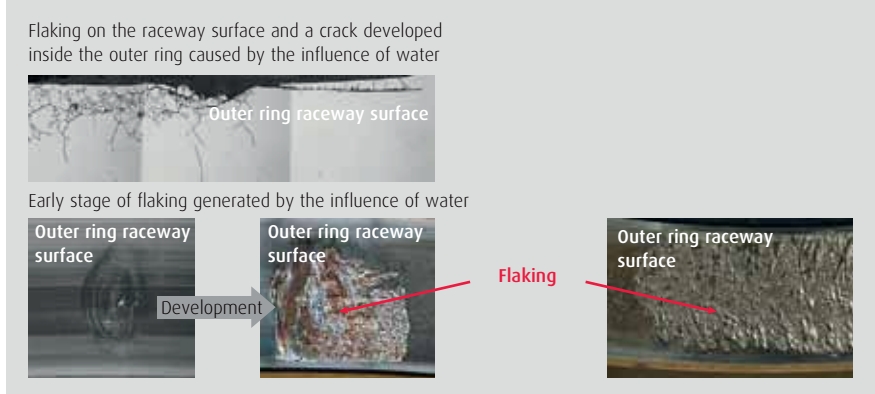 Flaking on the raceway surface and a crack developed
inside the outer ring caused by the influence of water
Outer ring raceway surface
Early stage of flaking generated by the influence of water
Outer ring raceway
surface
Development
Outer ring raceway
surface
Flaking
Outer ring raceway
surface